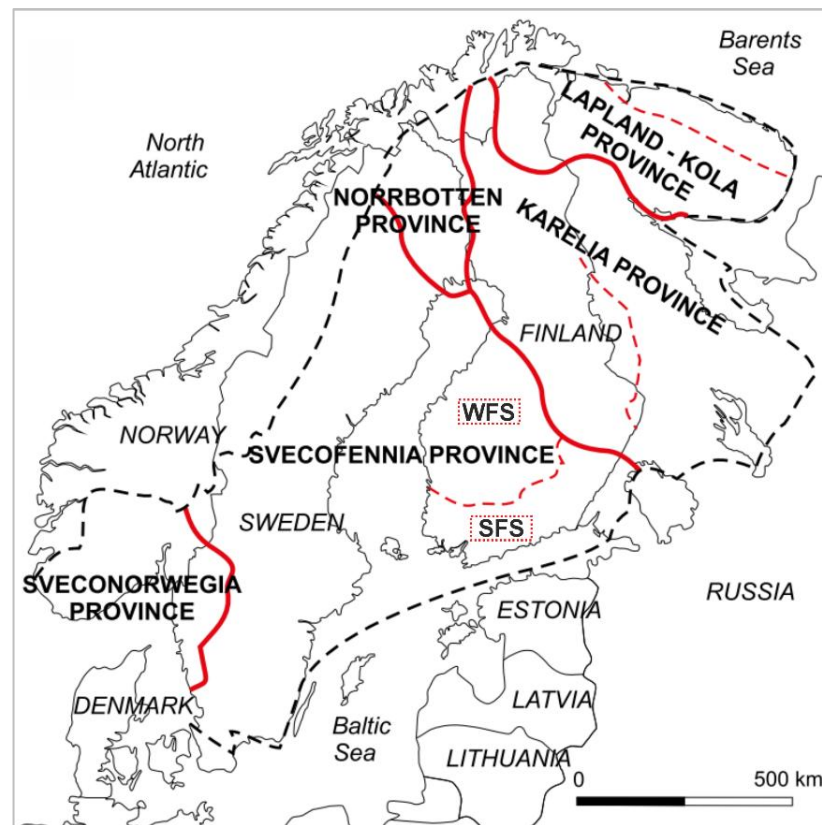 Barents
Sea
North
Atlantic
LAPLAND - KOLA
PROVINCE
NORRBOTTEN
PROVINCE
KARELIA PROVINCE
FINLAND
WFS
NORWAY
SVECOFENNIA PROVINCE
SWEDEN
SFS
SVECONORWEGIA
PROVINCE
RUSSIA
ESTONIA
DENMARK
LATVIA
Baltic
Sea
LITHUANIA
0 500 km